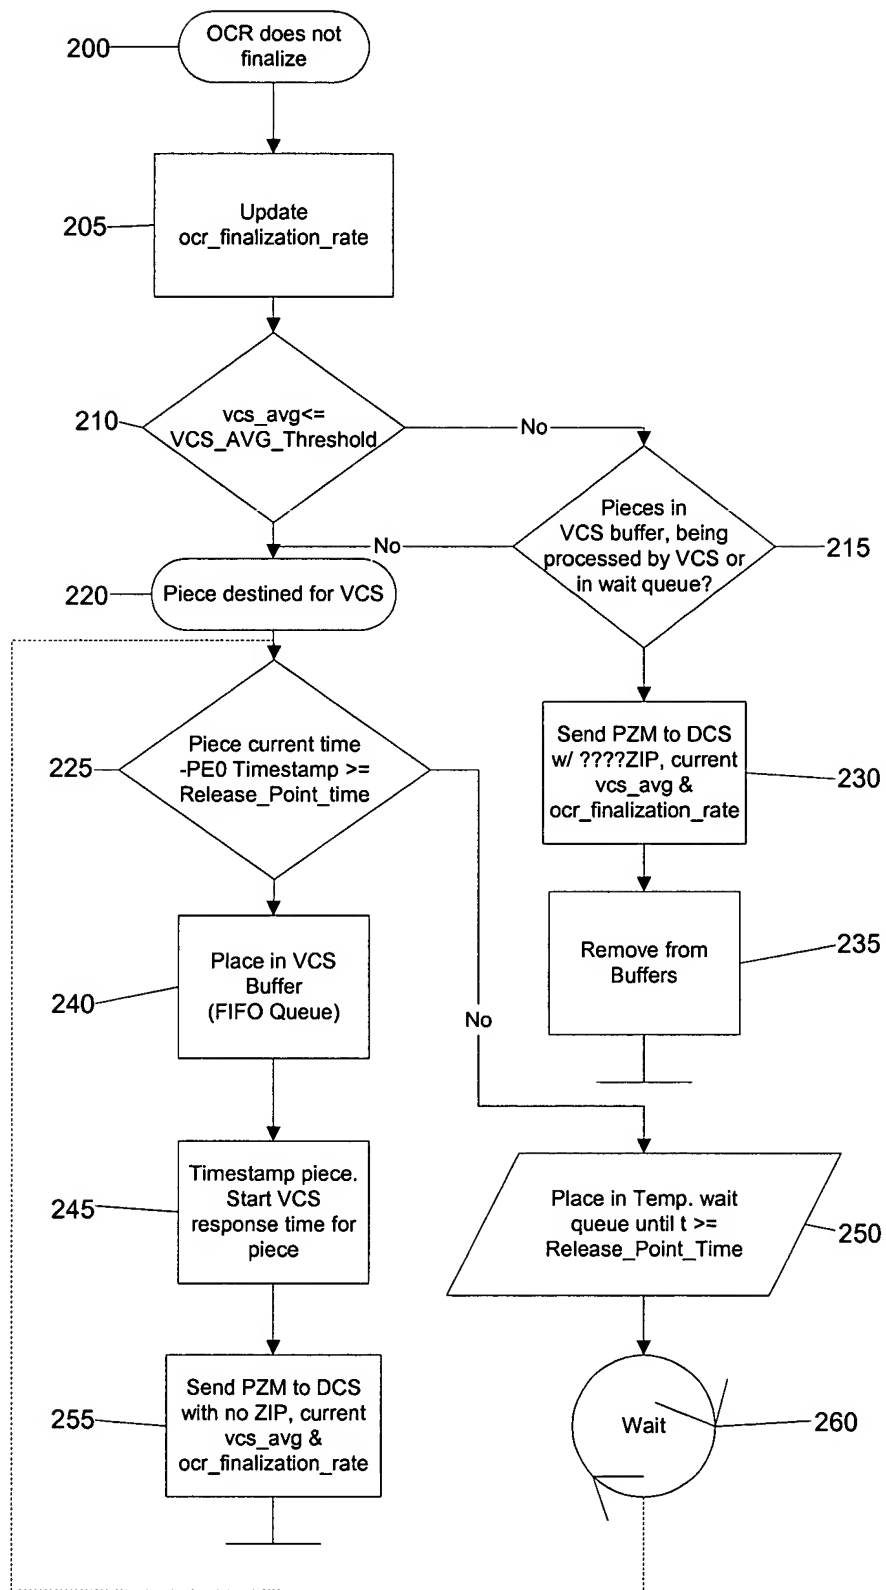 200
OCR does not
finalize
205
Update
ocr_finalization_rate
210
vcs_avg<=
VCS_AVG_Threshold
No
Pieces in
VCS buffer, being
processed by VCS or
in wait queue?
215
No
220
Piece destined for VCS
225
Piece current time
-PE0 Timestamp >=
Release_Point_time
Send PZM to DCS
w/ ????ZIP, current
vcs_avg &
ocr_finalization_rate
230
240
Place in VCS
Buffer
(FIFO Queue)
Remove from
Buffers
235
No
245
Timestamp piece.
Start VCS
response time for
piece
Place in Temp. wait
queue until t >=
Release_Point_Time
250
255
Send PZM to DCS
with no ZIP, current
vcs_avg &
ocr_finalization_rate
Wait
260